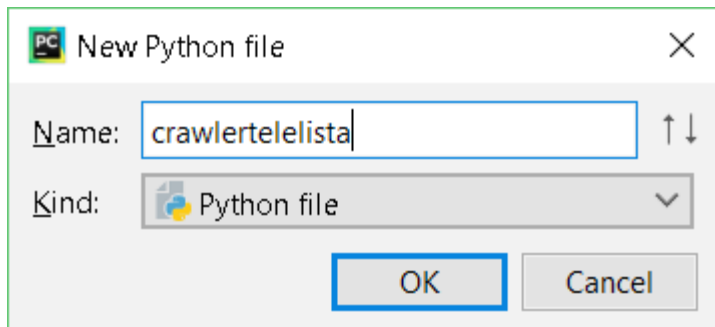 PC New Python file
Name: crawlertelelista
Kind: Python file
OK Cancel